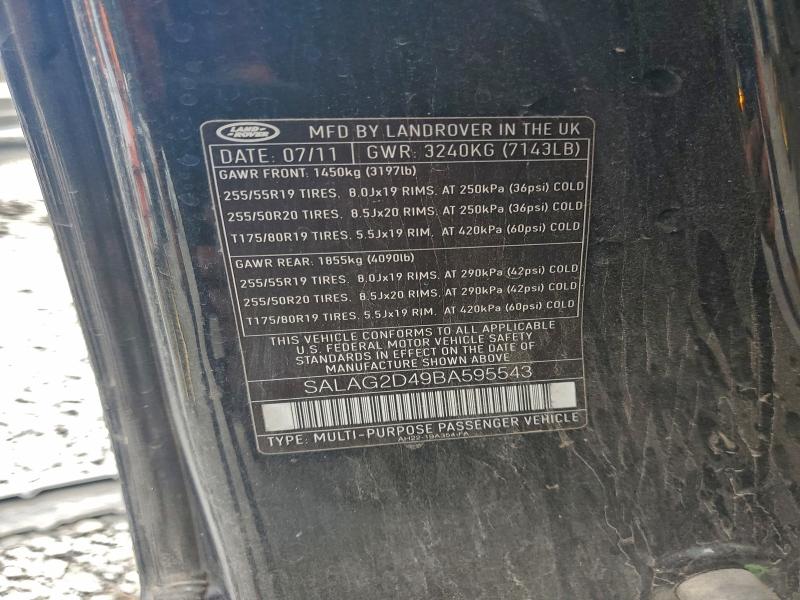 LAND ROVER
MFD BY LANDROVER IN THE UK
DATE: 07/11 GWR: 3240KG (7143LB)
GAWR FRONT: 1450kg (3197lb)
255/55R19 TIRES. 8.0Jx19 RIMS. AT 250kPa (36psi) COLD
255/50R20 TIRES. 8.5Jx20 RIMS. AT 250kPa (36psi) COLD
T175/80R19 TIRES. 5.5Jx19 RIM. AT 420kPa (60psi) COLD
GAWR REAR: 1855kg (4090lb)
255/55R19 TIRES. 8.0Jx19 RIMS. AT 290kPa (42psi) COLD
255/50R20 TIRES. 8.5Jx20 RIMS. AT 290kPa (42psi) COLD
T175/80R19 TIRES. 5.5Jx19 RIM. AT 420kPa (60psi) COLD
THIS VEHICLE CONFORMS TO ALL APPLICABLE
U.S. FEDERAL MOTOR VEHICLE SAFETY
STANDARDS IN EFFECT ON THE DATE OF
MANUFACTURE SHOWN ABOVE
SALAG2D49BA595543
TYPE: MULTI-PURPOSE PASSENGER VEHICLE
AH22-19A354-FA